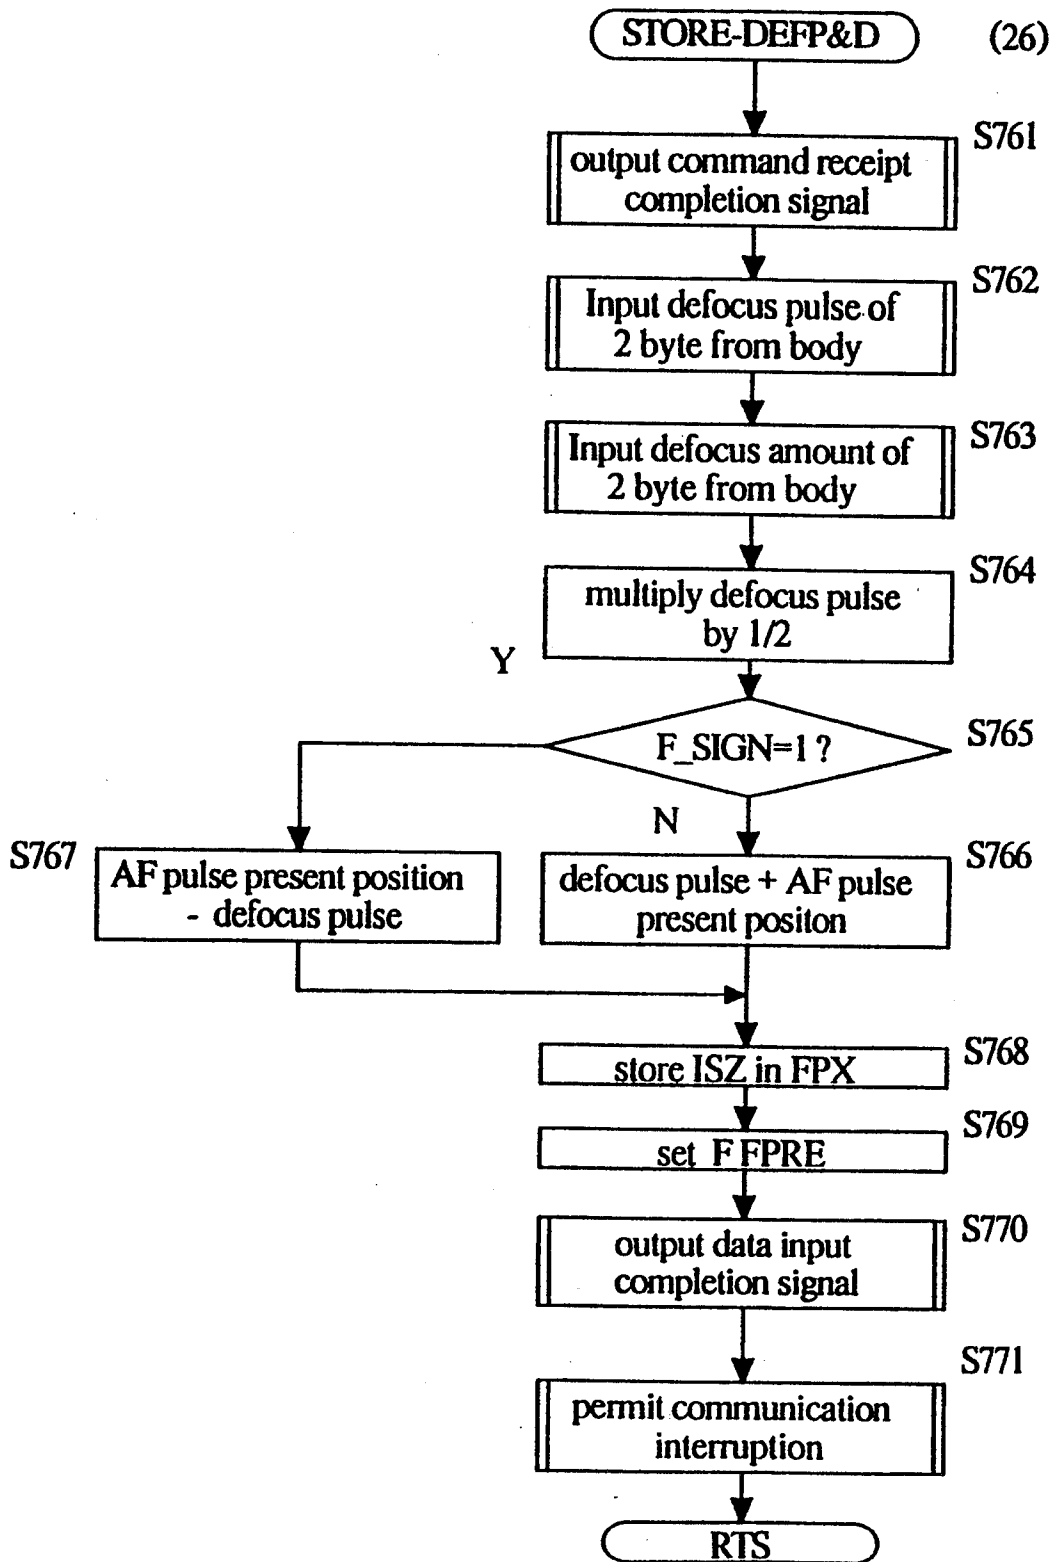 STORE-DEFP&D
(26)
S761
output command receipt
completion signal
S762
Input defocus pulse of
2 byte from body
S763
Input defocus amount of
2 byte from body
S764
multiply defocus pulse
by 1/2
Y
S765
F_SIGN=1 ?
N
S767
AF pulse present position
- defocus pulse
S766
defocus pulse + AF pulse
present positon
S768
store ISZ in FPX
S769
set F FPRE
S770
output data input
completion signal
S771
permit communication
interruption
RTS